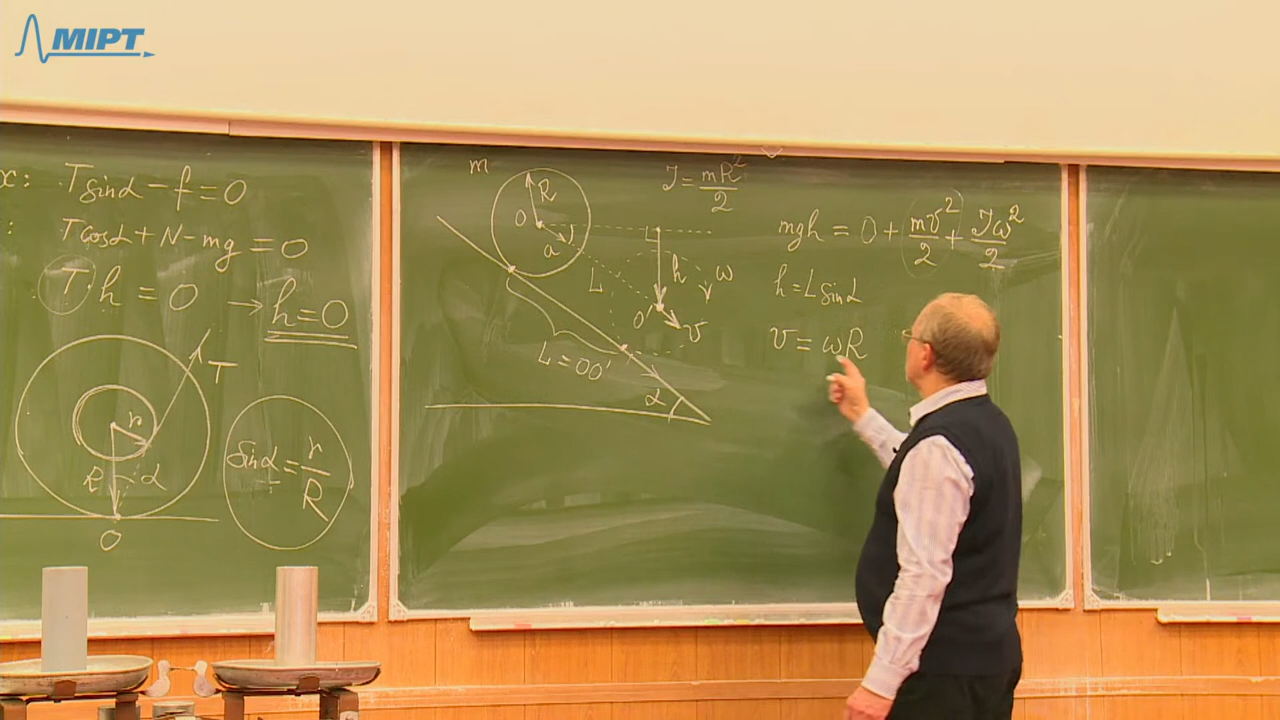 MIPT
x: T sinα − f = 0
: T cosα + N − mg = 0
T · h = 0 → h = 0
T
r
R
α
O
sinα = r/R
m
R
O
a
L
h
ω
O'
v
L = OO'
α
J = mR²/2
mgh = 0 + mv²/2 + Jω²/2
h = L sinα
v = ωR